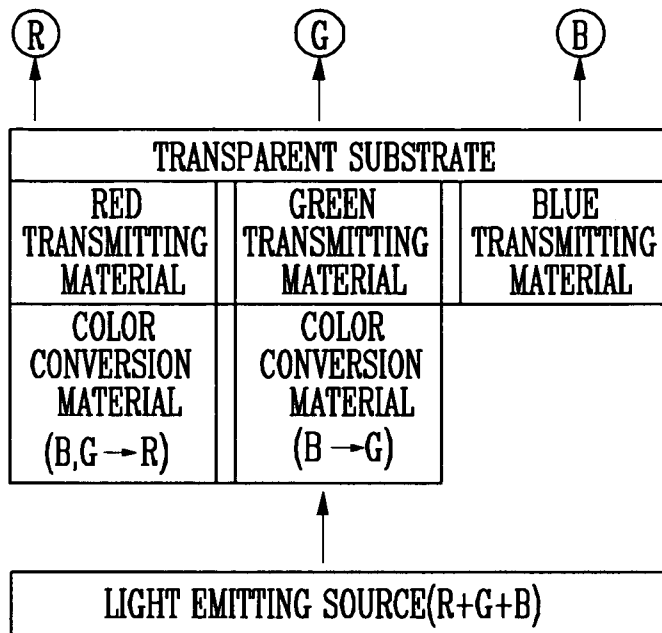 R
G
B
TRANSPARENT SUBSTRATE
RED
TRANSMITTING
MATERIAL
GREEN
TRANSMITTING
MATERIAL
BLUE
TRANSMITTING
MATERIAL
COLOR
CONVERSION
MATERIAL
(B,G→R)
COLOR
CONVERSION
MATERIAL
(B→G)
LIGHT EMITTING SOURCE(R+G+B)